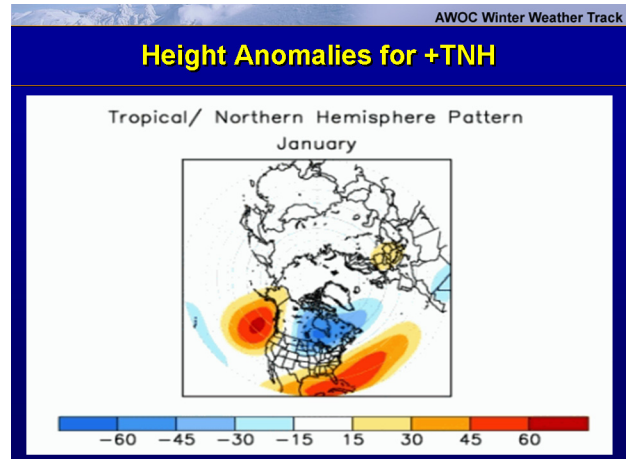 AWOC Winter Weather Track
Height Anomalies for +TNH
Tropical/ Northern Hemisphere Pattern
January
-60 -45 -30 -15 15 30 45 60